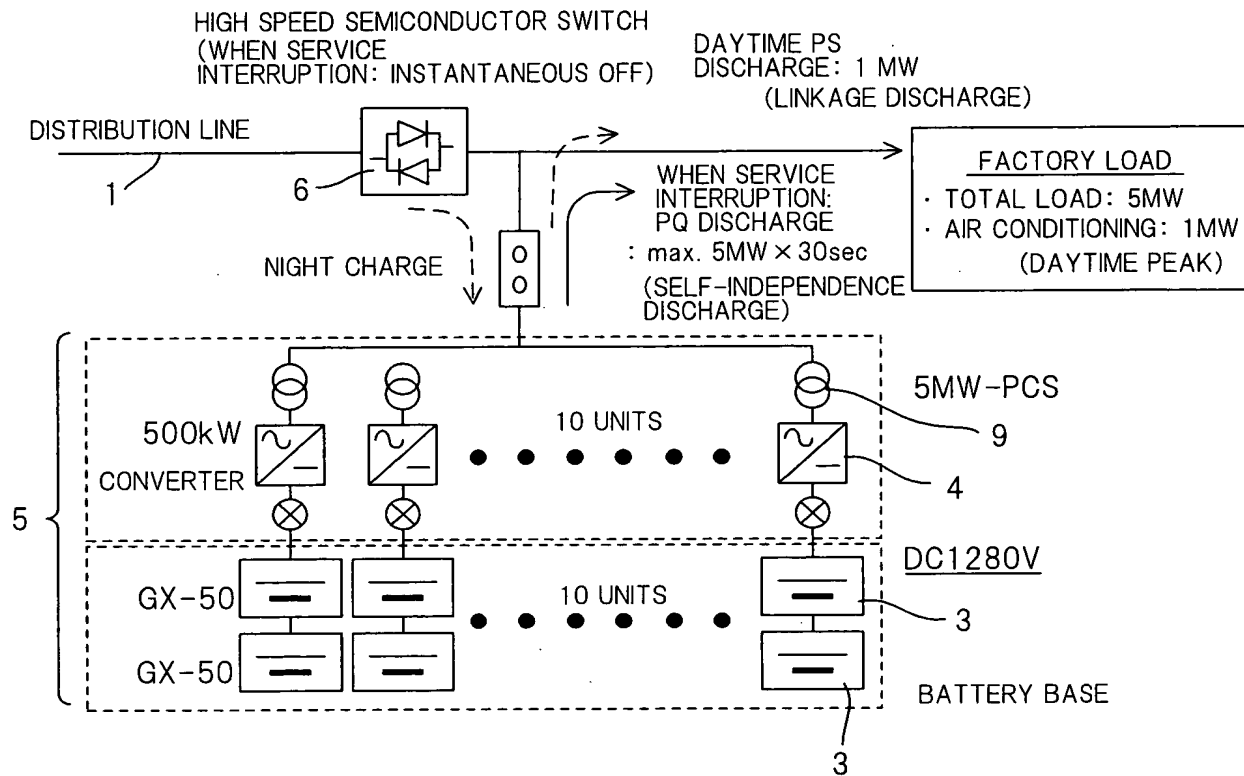 HIGH SPEED SEMICONDUCTOR SWITCH
(WHEN SERVICE
INTERRUPTION: INSTANTANEOUS OFF)
DAYTIME PS
DISCHARGE: 1 MW
(LINKAGE DISCHARGE)
DISTRIBUTION LINE
1
6
FACTORY LOAD
· TOTAL LOAD: 5MW
· AIR CONDITIONING: 1MW
(DAYTIME PEAK)
WHEN SERVICE
INTERRUPTION:
PQ DISCHARGE
: max. 5MW × 30sec
(SELF-INDEPENDENCE
DISCHARGE)
NIGHT CHARGE
5
500kW
CONVERTER
10 UNITS
5MW-PCS
9
4
GX-50
GX-50
10 UNITS
DC1280V
3
BATTERY BASE
3